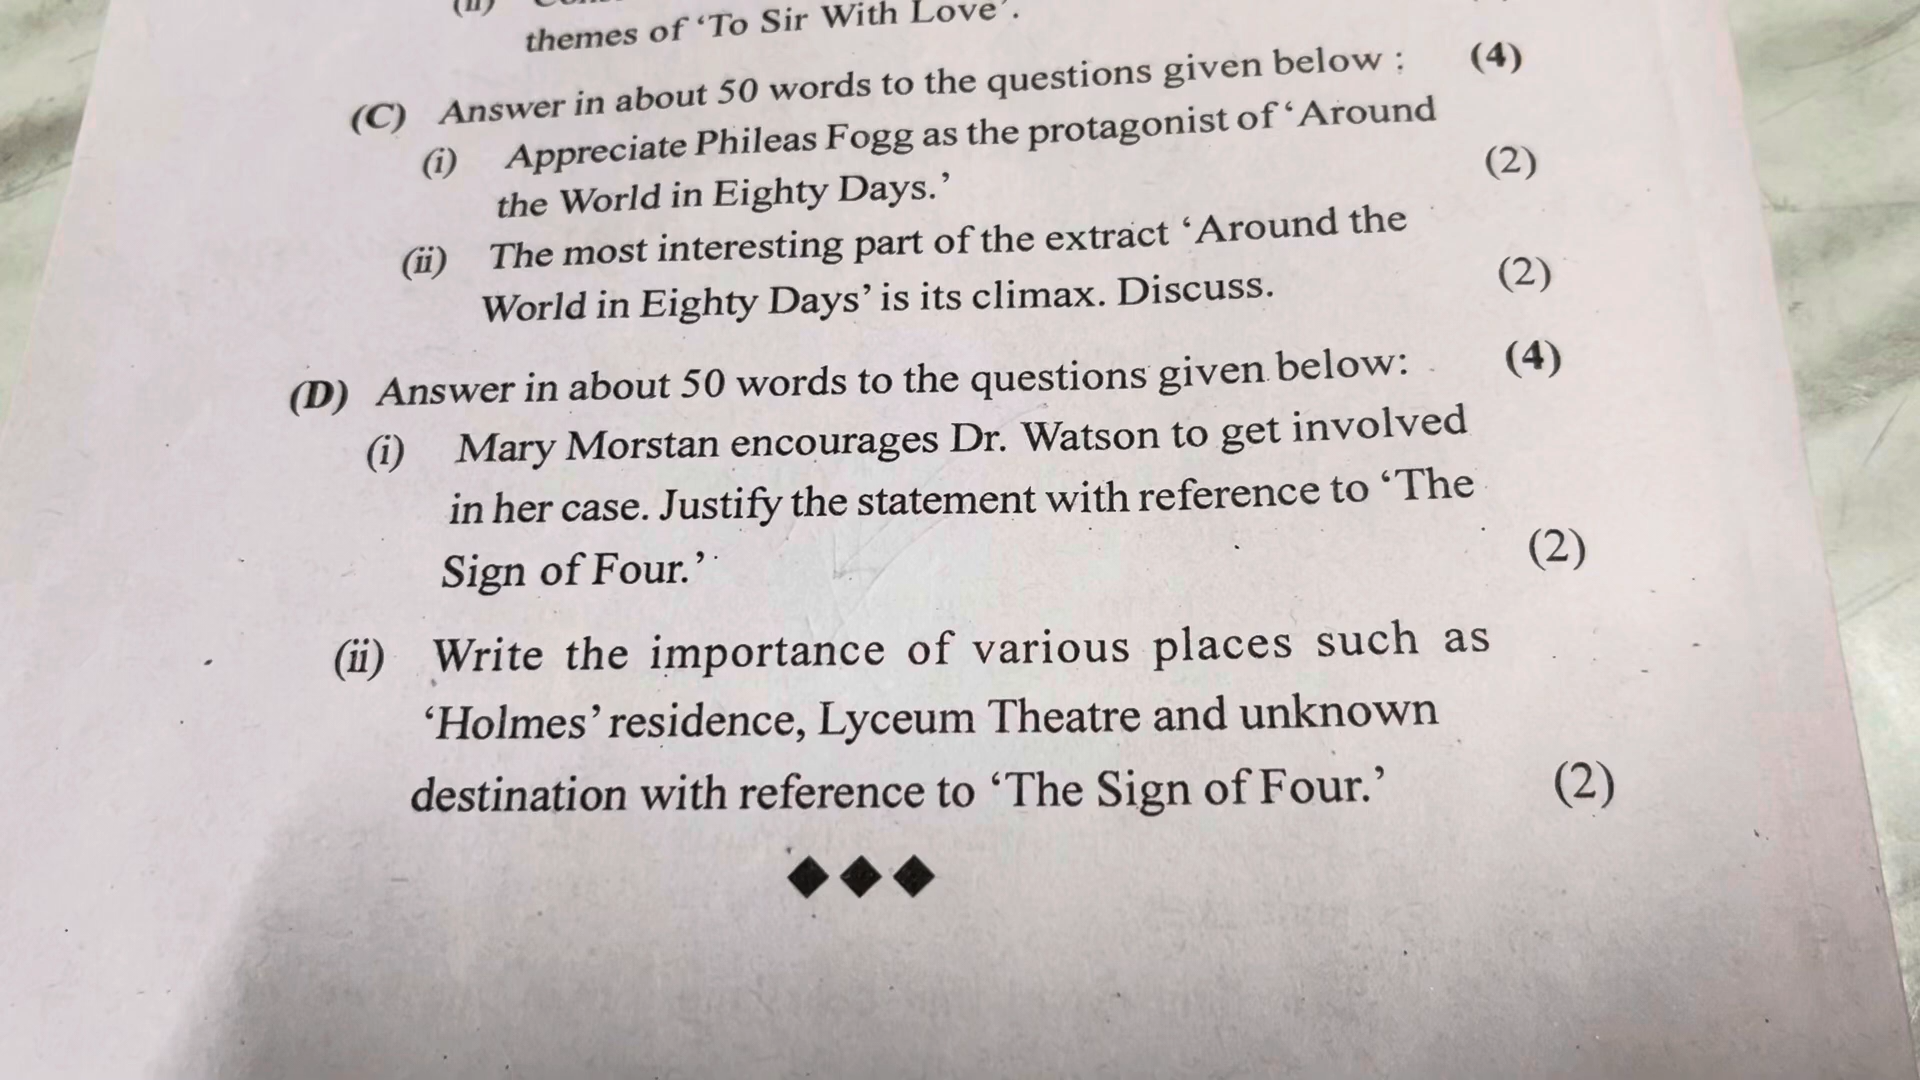 (ii)
themes of ‘To Sir With Love’.
(C) Answer in about 50 words to the questions given below : (4)
(i) Appreciate Phileas Fogg as the protagonist of ‘Around
the World in Eighty Days.’ (2)
(ii) The most interesting part of the extract ‘Around the
World in Eighty Days’ is its climax. Discuss. (2)
(D) Answer in about 50 words to the questions given below: (4)
(i) Mary Morstan encourages Dr. Watson to get involved
in her case. Justify the statement with reference to ‘The
Sign of Four.’ (2)
(ii) Write the importance of various places such as
‘Holmes’ residence, Lyceum Theatre and unknown
destination with reference to ‘The Sign of Four.’ (2)